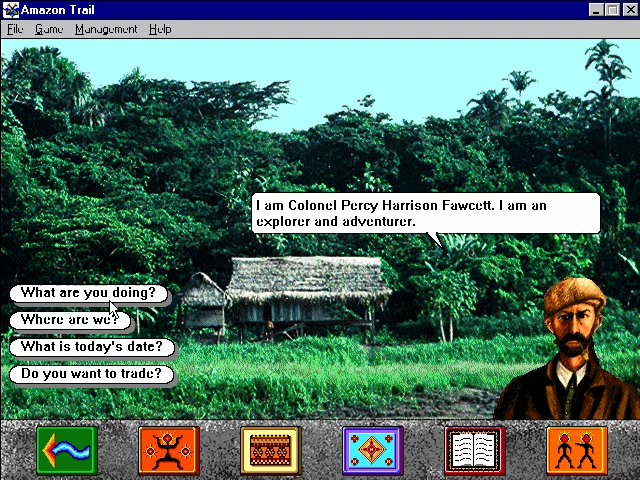 Amazon Trail
File Game Management Help
I am Colonel Percy Harrison Fawcett. I am an
explorer and adventurer.
What are you doing?
Where are we?
What is today's date?
Do you want to trade?